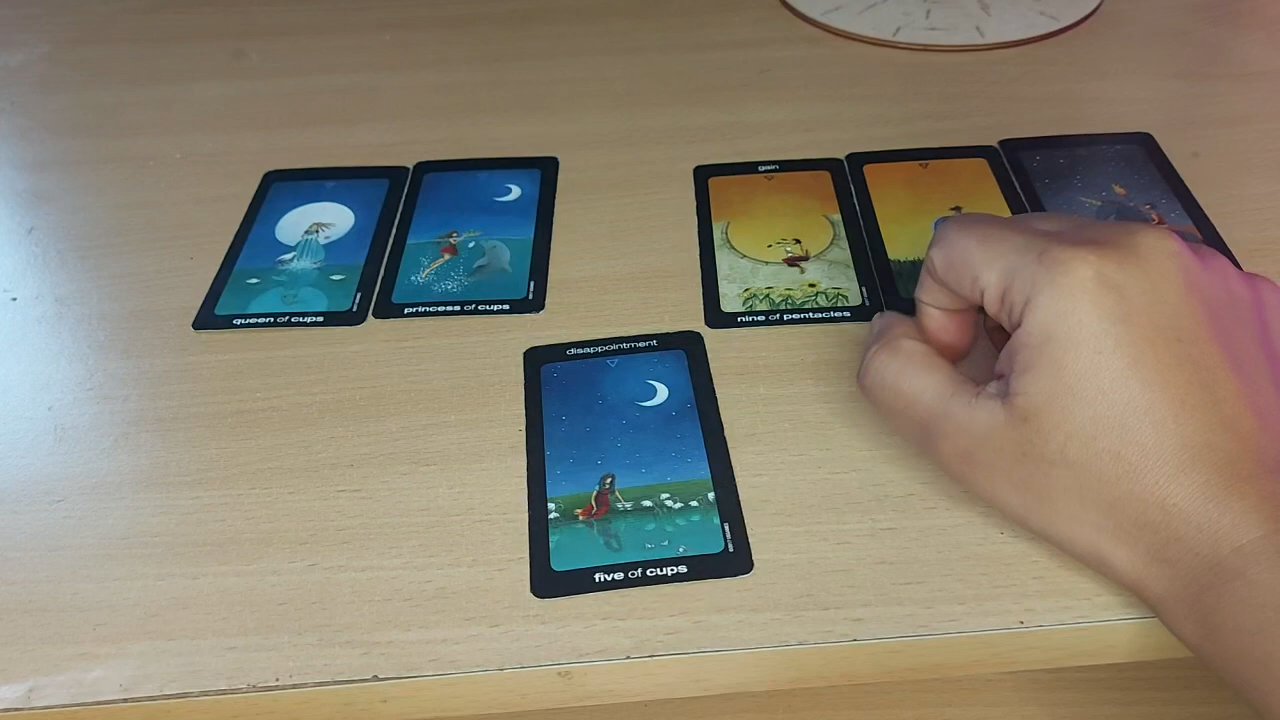 queen of cups
princess of cups
gain
nine of pentacles
disappointment
five of cups